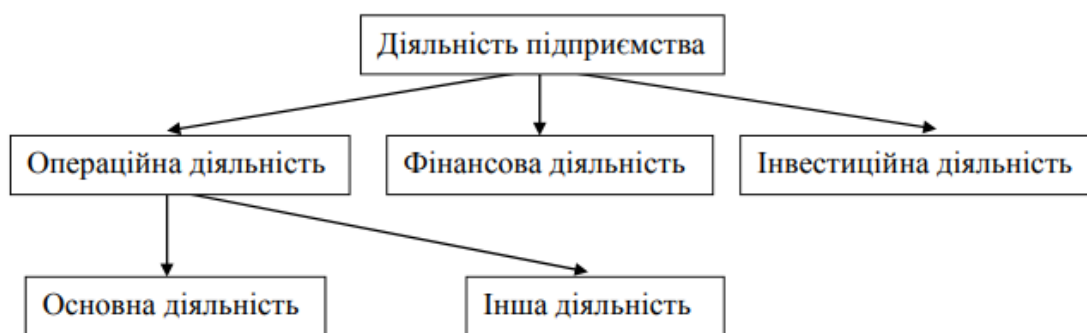 Діяльність підприємства
Операційна діяльність
Фінансова діяльність
Інвестиційна діяльність
Основна діяльність
Інша діяльність